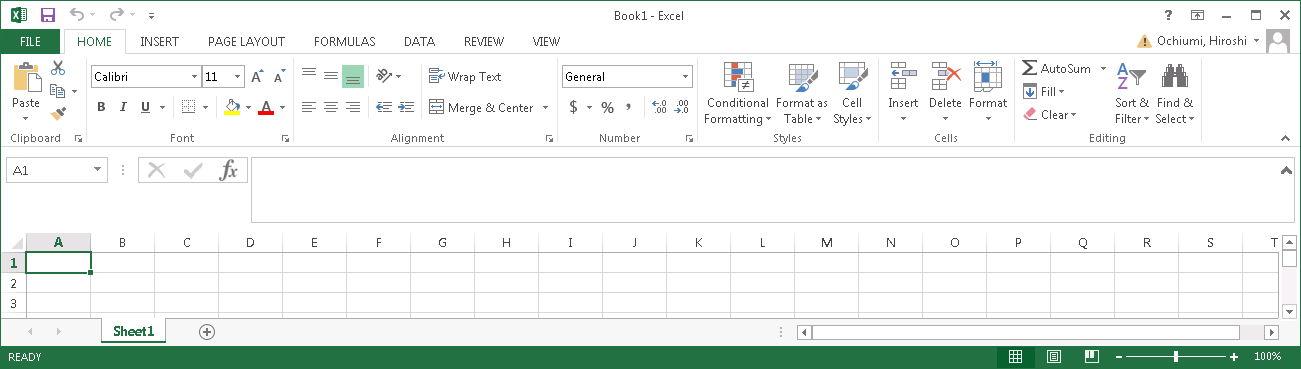 Book1 - Excel
FILE HOME INSERT PAGE LAYOUT FORMULAS DATA REVIEW VIEW
Ochiumi, Hiroshi
Paste
Clipboard
Calibri 11
B I U A
Font
Wrap Text
Merge & Center
Alignment
General
$ % ,
Number
Conditional
Formatting
Format as
Table
Cell
Styles
Styles
Insert Delete Format
Cells
AutoSum
Fill
Clear
Sort &
Filter
Find &
Select
Editing
A1
fx
A B C D E F G H I J K L M N O P Q R S T
1
2
3
Sheet1
READY
100%